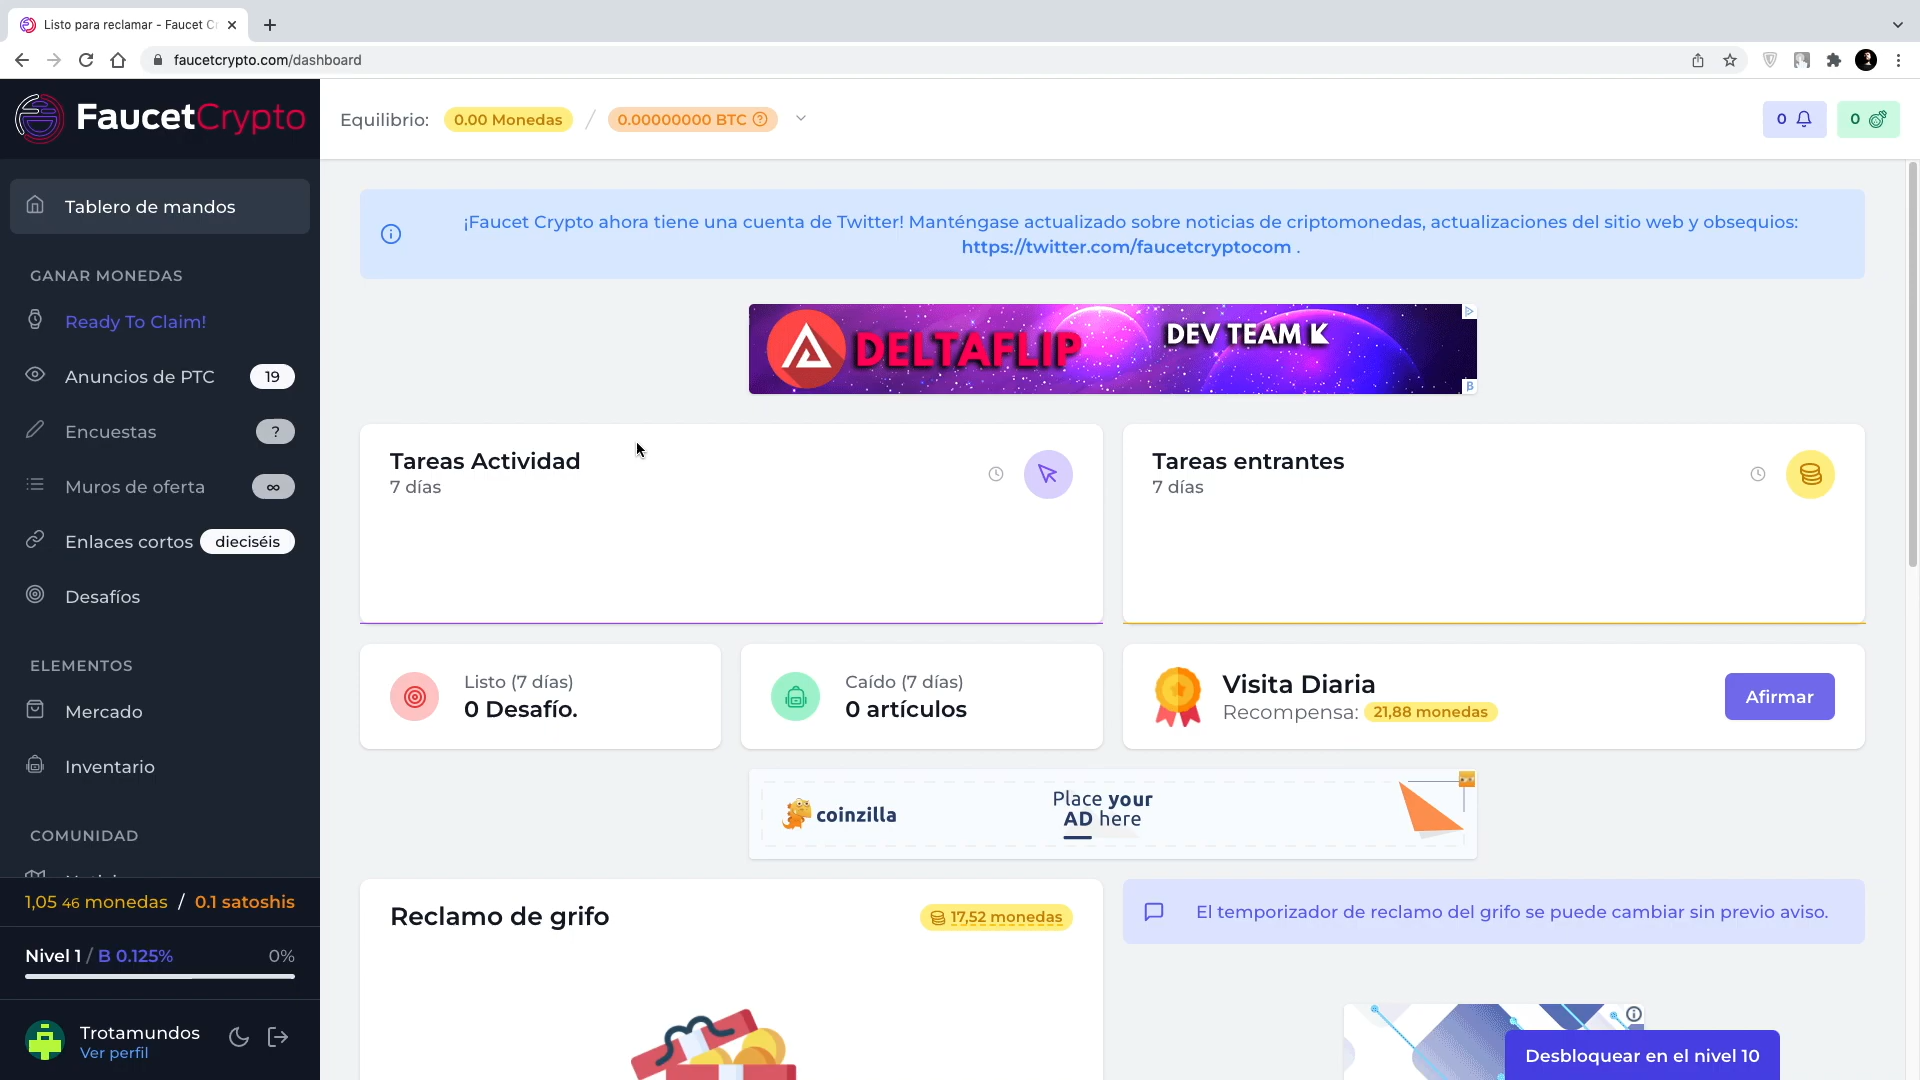 Listo para reclamar - Faucet C
faucetcrypto.com/dashboard
FaucetCrypto
Equilibrio:
0.00 Monedas
/
0.00000000 BTC
0
0
Tablero de mandos
GANAR MONEDAS
Ready To Claim!
Anuncios de PTC
19
Encuestas
?
Muros de oferta
∞
Enlaces cortos
dieciséis
Desafíos
ELEMENTOS
Mercado
Inventario
COMUNIDAD
1,05 46 monedas / 0.1 satoshis
Nivel 1 / B 0.125%
0%
Trotamundos
Ver perfil
¡Faucet Crypto ahora tiene una cuenta de Twitter! Manténgase actualizado sobre noticias de criptomonedas, actualizaciones del sitio web y obsequios:
https://twitter.com/faucetcryptocom .
DELTAFLIP
DEV TEAM K
Tareas Actividad
7 días
Tareas entrantes
7 días
Listo (7 días)
0 Desafío.
Caído (7 días)
0 artículos
Visita Diaria
Recompensa: 21,88 monedas
Afirmar
coinzilla
Place your
AD here
Reclamo de grifo
17,52 monedas
El temporizador de reclamo del grifo se puede cambiar sin previo aviso.
Desbloquear en el nivel 10